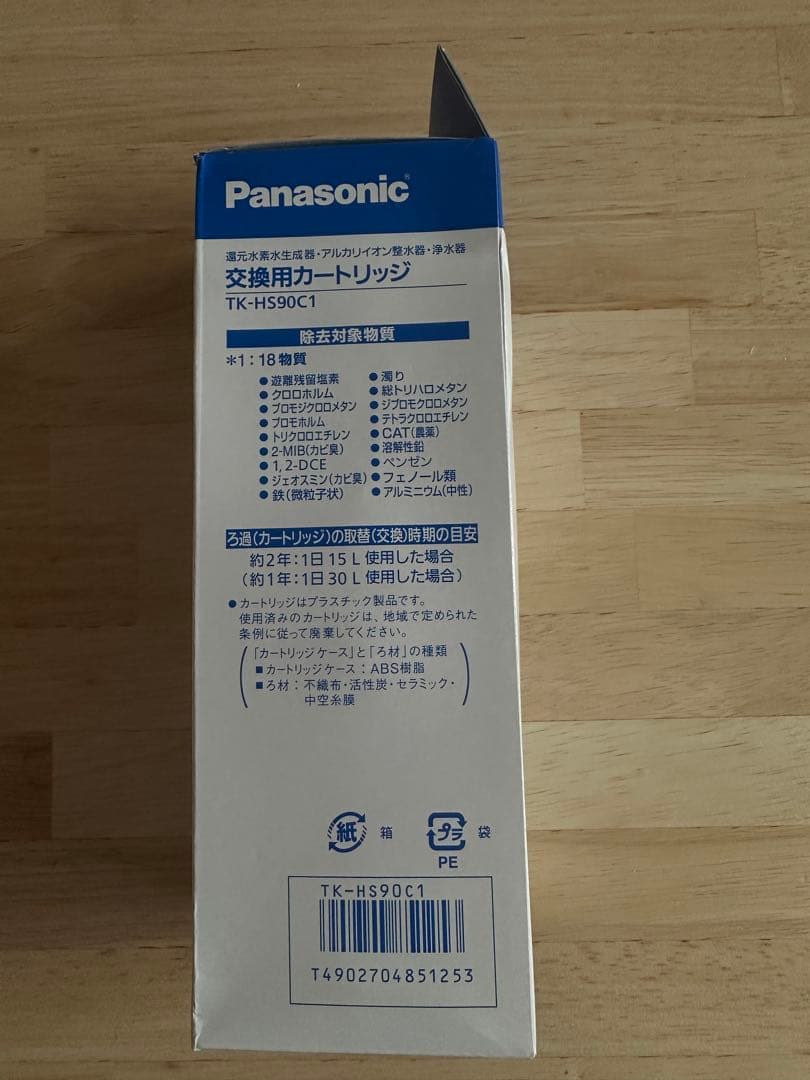 Panasonic®
還元水素水生成器・アルカリイオン整水器・浄水器
交換用カートリッジ
TK-HS90C1
除去対象物質
*1：18物質
●遊離残留塩素
●濁り
●クロロホルム
●総トリハロメタン
●ブロモジクロロメタン
●ジブロモクロロメタン
●ブロモホルム
●テトラクロロエチレン
●トリクロロエチレン
●CAT(農薬)
●2-MIB(カビ臭)
●溶解性鉛
●1,2-DCE
●ベンゼン
●ジェオスミン(カビ臭)
●フェノール類
●鉄(微粒子状)
●アルミニウム(中性)
ろ過(カートリッジ)の取替(交換)時期の目安
約2年：1日15L使用した場合
(約1年：1日30L使用した場合)
●カートリッジはプラスチック製品です。
使用済みのカートリッジは、地域で定められた
条例に従って廃棄してください。
「カートリッジケース」と「ろ材」の種類
■カートリッジケース：ABS樹脂
■ろ材：不織布・活性炭・セラミック・
中空糸膜
紙 箱
プラ 袋
PE
TK-HS90C1
T4902704851253